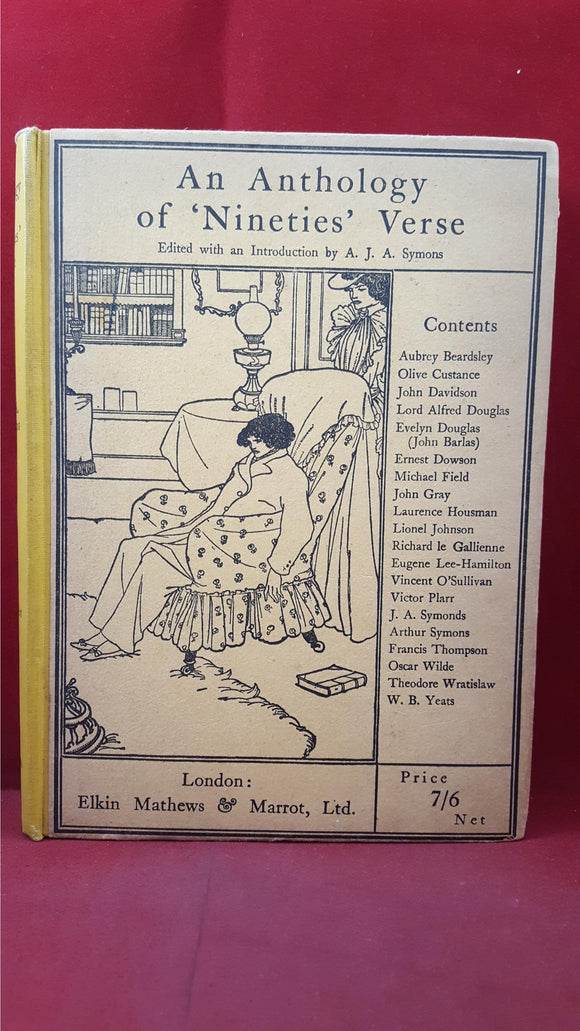 An Anthology
of ‘Nineties’ Verse
Edited with an Introduction by A. J. A. Symons
Contents
Aubrey Beardsley
Olive Custance
John Davidson
Lord Alfred Douglas
Evelyn Douglas
(John Barlas)
Ernest Dowson
Michael Field
John Gray
Laurence Housman
Lionel Johnson
Richard le Gallienne
Eugene Lee-Hamilton
Vincent O'Sullivan
Victor Plarr
J. A. Symonds
Arthur Symons
Francis Thompson
Oscar Wilde
Theodore Wratislaw
W. B. Yeats
London:
Elkin Mathews & Marrot, Ltd.
Price
7/6
Net